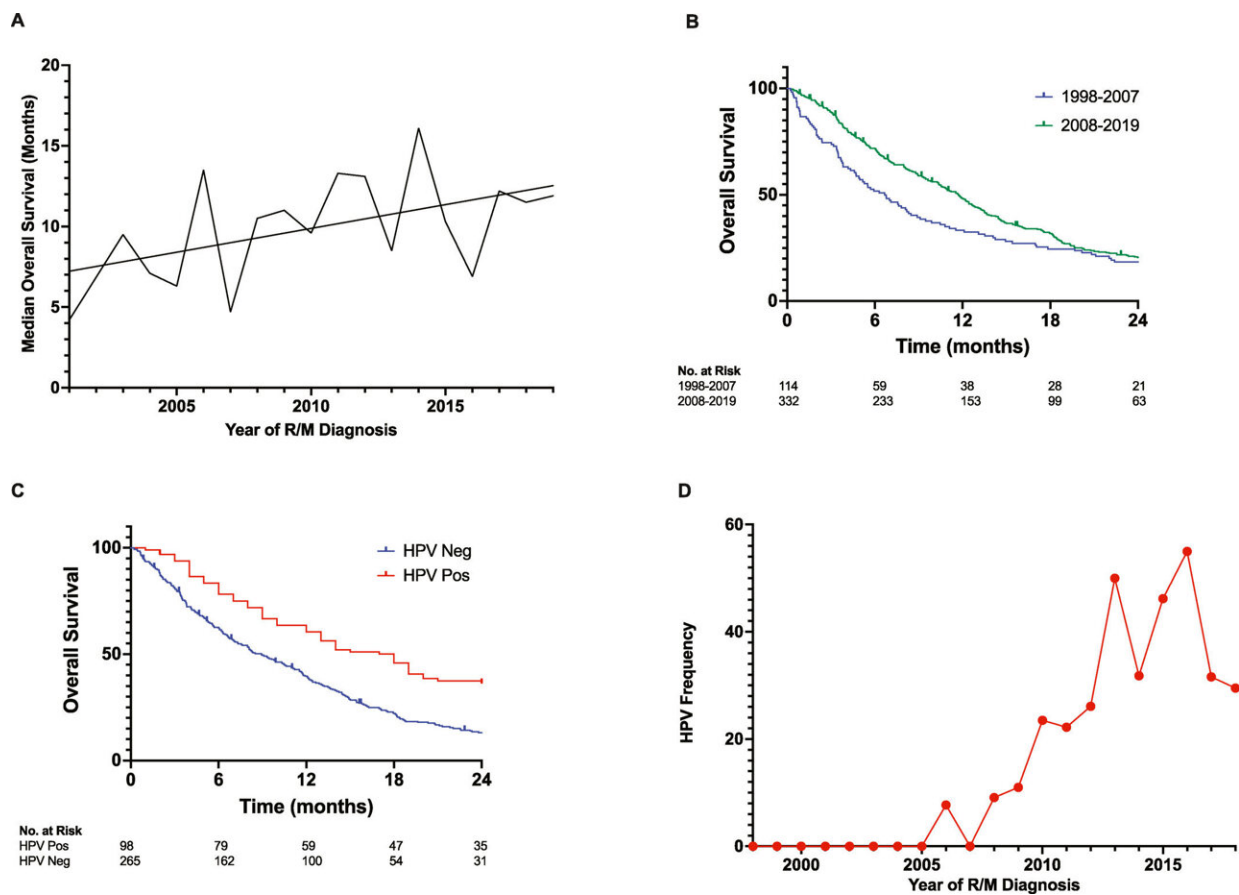 A
Median Overall Survival (Months)
20
15
10
5
0
2005 2010 2015
Year of R/M Diagnosis
B
Overall Survival
100
50
0
1998-2007
2008-2019
0 6 12 18 24
Time (months)
No. at Risk
1998-2007 114 59 38 28 21
2008-2019 332 233 153 99 63
C
Overall Survival
100
50
0
HPV Neg
HPV Pos
0 6 12 18 24
Time (months)
No. at Risk
HPV Pos 98 79 59 47 35
HPV Neg 265 162 100 54 31
D
HPV Frequency
60
40
20
0
2000 2005 2010 2015
Year of R/M Diagnosis